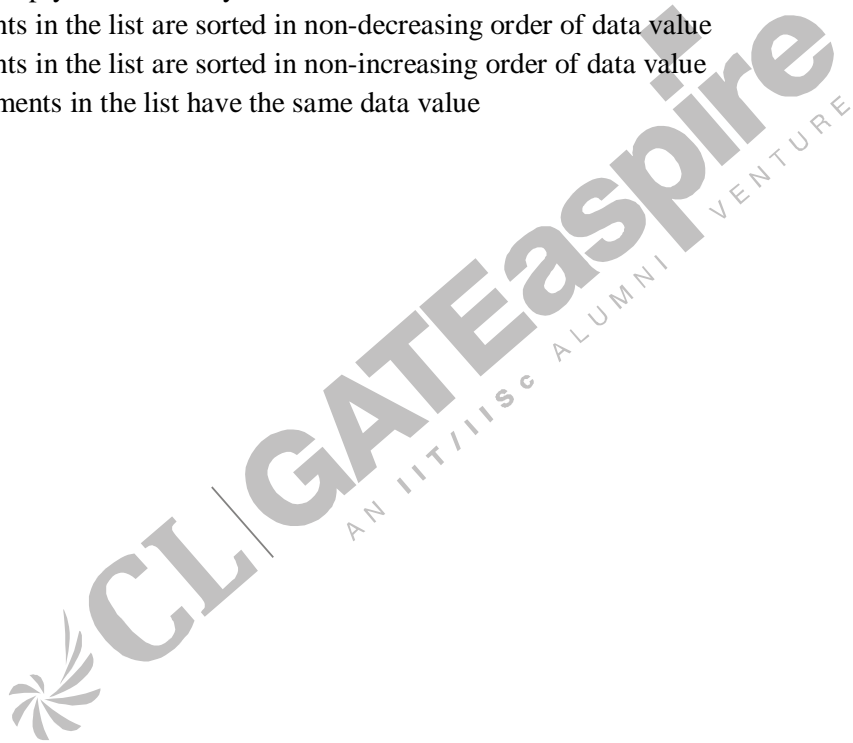 nts in the list are sorted in non-decreasing order of data value
nts in the list are sorted in non-increasing order of data value
ments in the list have the same data value
CL GATEaspire
AN IIT/IISc ALUMNI VENTURE